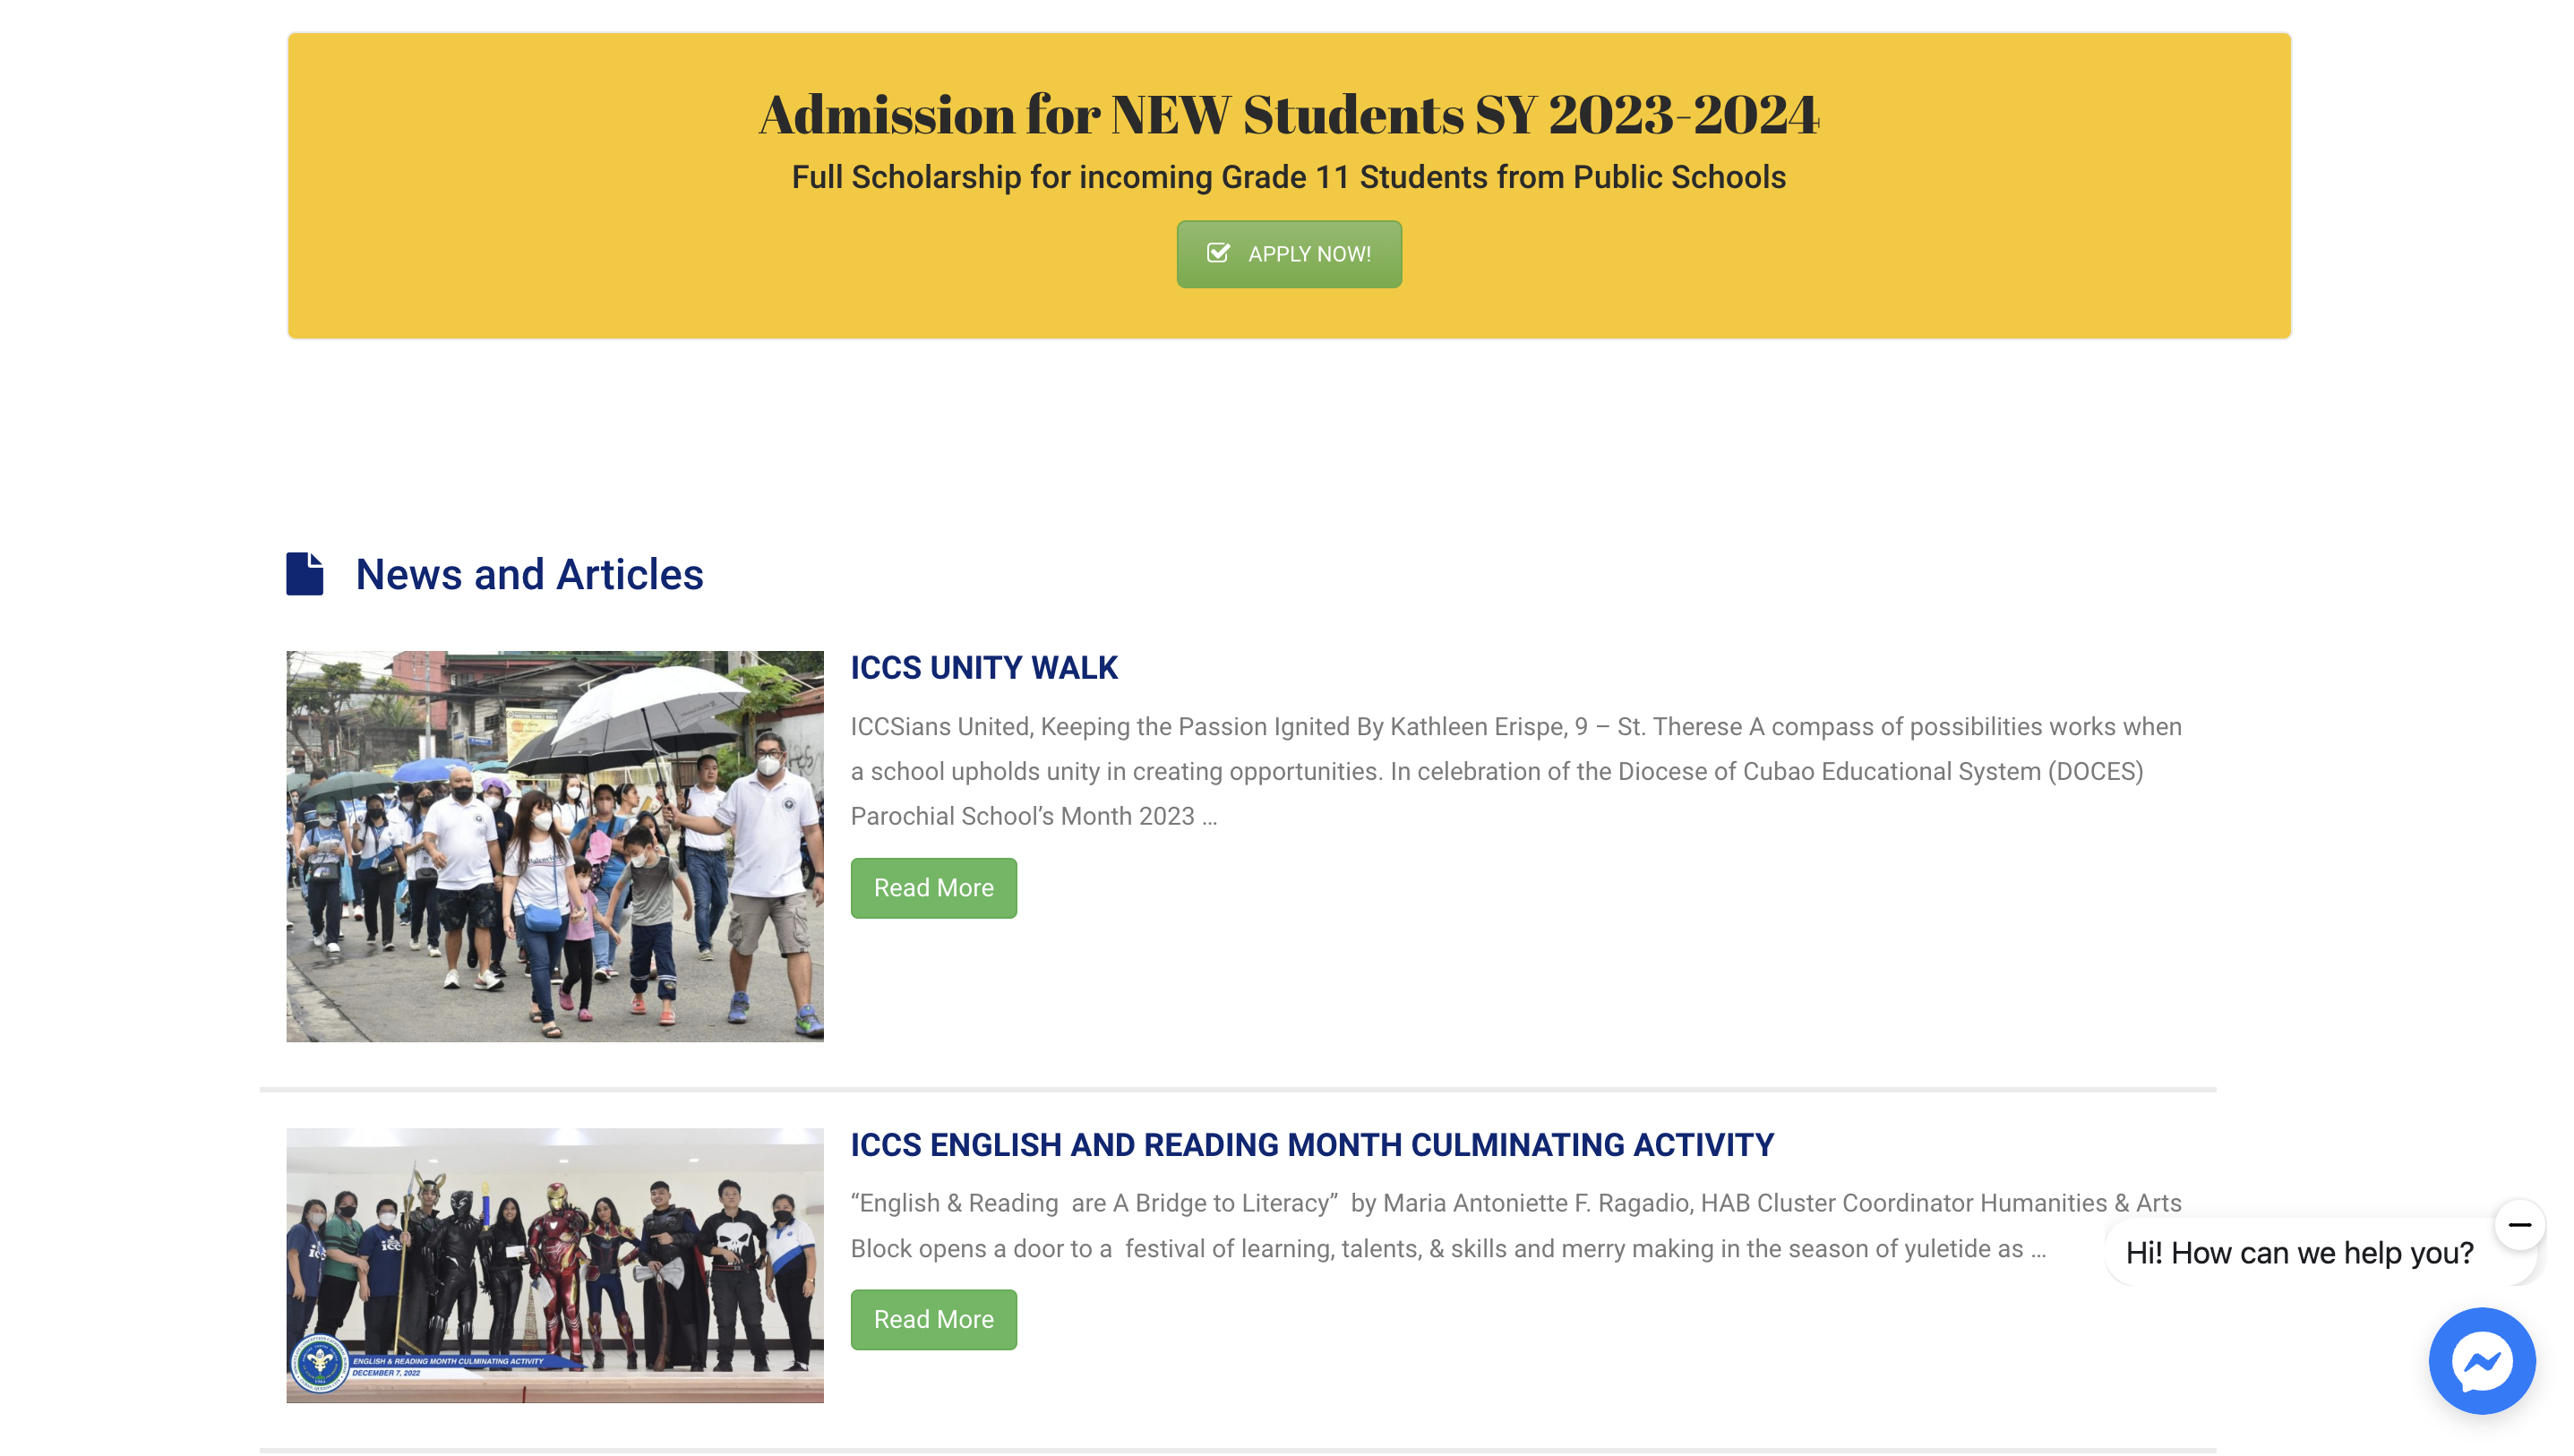 Admission for NEW Students SY 2023-2024
Full Scholarship for incoming Grade 11 Students from Public Schools
APPLY NOW!
News and Articles
ICCS UNITY WALK
ICCSians United, Keeping the Passion Ignited By Kathleen Erispe, 9 – St. Therese A compass of possibilities works when
a school upholds unity in creating opportunities. In celebration of the Diocese of Cubao Educational System (DOCES)
Parochial School’s Month 2023 ...
Read More
ICCS ENGLISH AND READING MONTH CULMINATING ACTIVITY
“English & Reading  are A Bridge to Literacy”  by Maria Antoniette F. Ragadio, HAB Cluster Coordinator Humanities & Arts
Block opens a door to a  festival of learning, talents, & skills and merry making in the season of yuletide as ...
Read More
ENGLISH & READING MONTH CULMINATING ACTIVITY
DECEMBER 7, 2022
Hi! How can we help you?